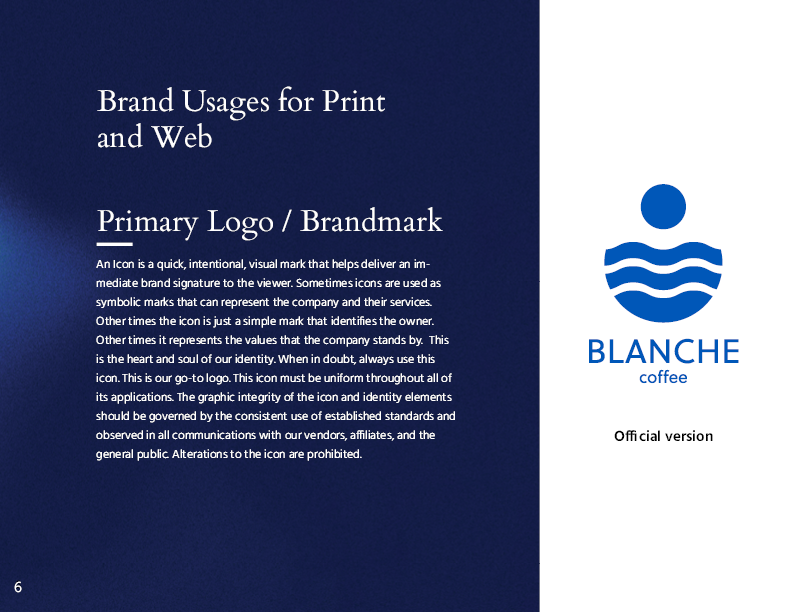 Brand Usages for Print
and Web
Primary Logo / Brandmark
An Icon is a quick, intentional, visual mark that helps deliver an im-
mediate brand signature to the viewer. Sometimes icons are used as
symbolic marks that can represent the company and their services.
Other times the icon is just a simple mark that identifies the owner.
Other times it represents the values that the company stands by.  This
is the heart and soul of our identity. When in doubt, always use this
icon. This is our go-to logo. This icon must be uniform throughout all of
its applications. The graphic integrity of the icon and identity elements
should be governed by the consistent use of established standards and
observed in all communications with our vendors, affiliates, and the
general public. Alterations to the icon are prohibited.
6
BLANCHE
coffee
Official version